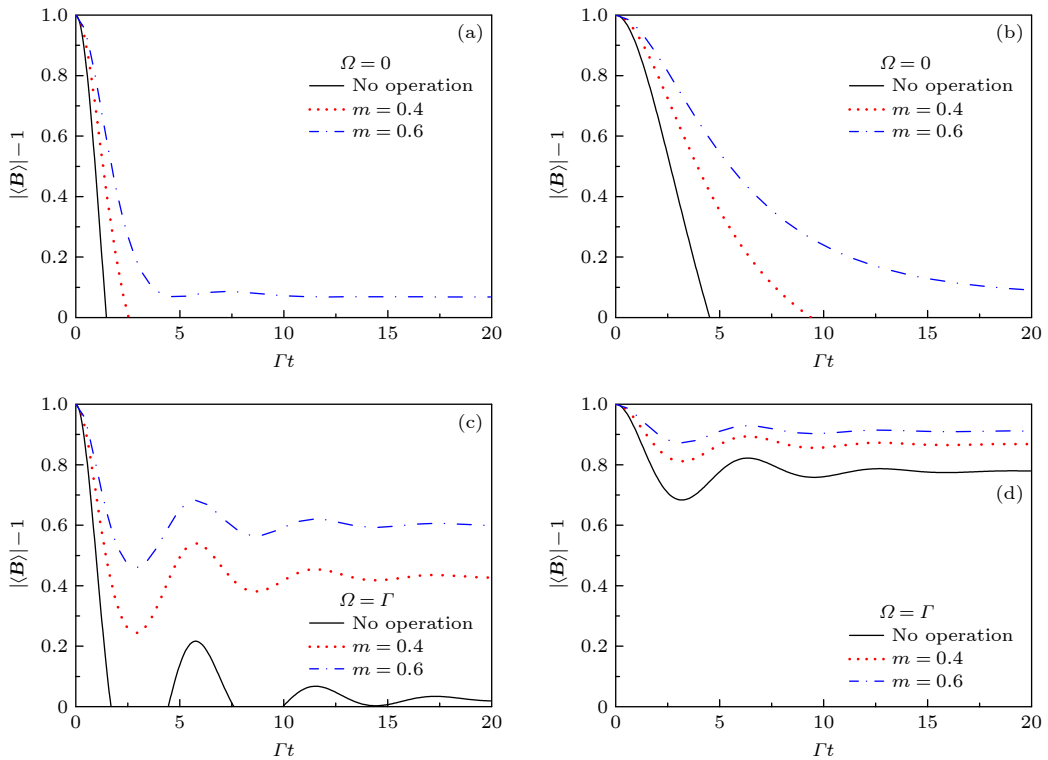 (a)
Ω = 0
No operation
m = 0.4
m = 0.6
|⟨B⟩|−1
1.0
0.8
0.6
0.4
0.2
0
0 5 10 15 20
Γt
(b)
Ω = 0
No operation
m = 0.4
m = 0.6
|⟨B⟩|−1
1.0
0.8
0.6
0.4
0.2
0
0 5 10 15 20
Γt
(c)
Ω = Γ
No operation
m = 0.4
m = 0.6
|⟨B⟩|−1
1.0
0.8
0.6
0.4
0.2
0
0 5 10 15 20
Γt
(d)
Ω = Γ
No operation
m = 0.4
m = 0.6
|⟨B⟩|−1
1.0
0.8
0.6
0.4
0.2
0
0 5 10 15 20
Γt